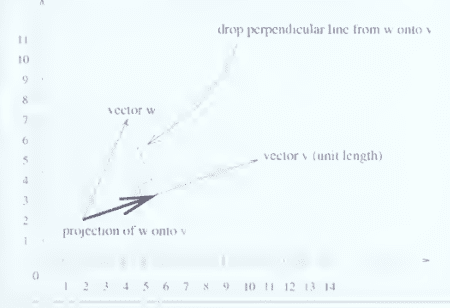 drop perpendicular line from w onto v
11
10
9
8
vector w
7
6
5
vector v (unit length)
4
3
2
projection of w onto v
1
0
1 2 3 4 5 6 7 8 9 10 11 12 13 14